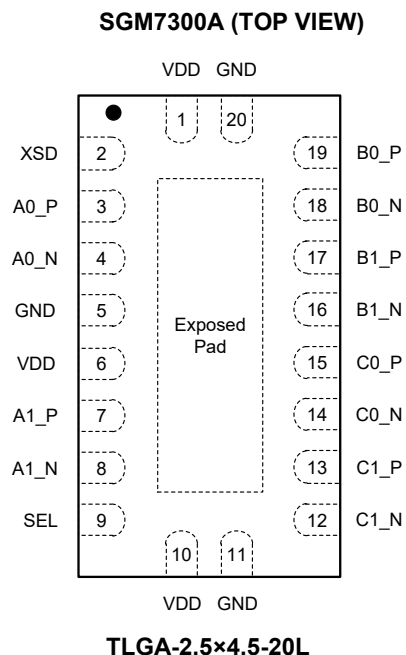 SGM7300A (TOP VIEW)
VDD GND
1 20
XSD 2 19 B0_P
A0_P 3 18 B0_N
A0_N 4 17 B1_P
GND 5 16 B1_N
Exposed
Pad
VDD 6 15 C0_P
A1_P 7 14 C0_N
A1_N 8 13 C1_P
SEL 9 12 C1_N
10 11
VDD GND
TLGA-2.5×4.5-20L